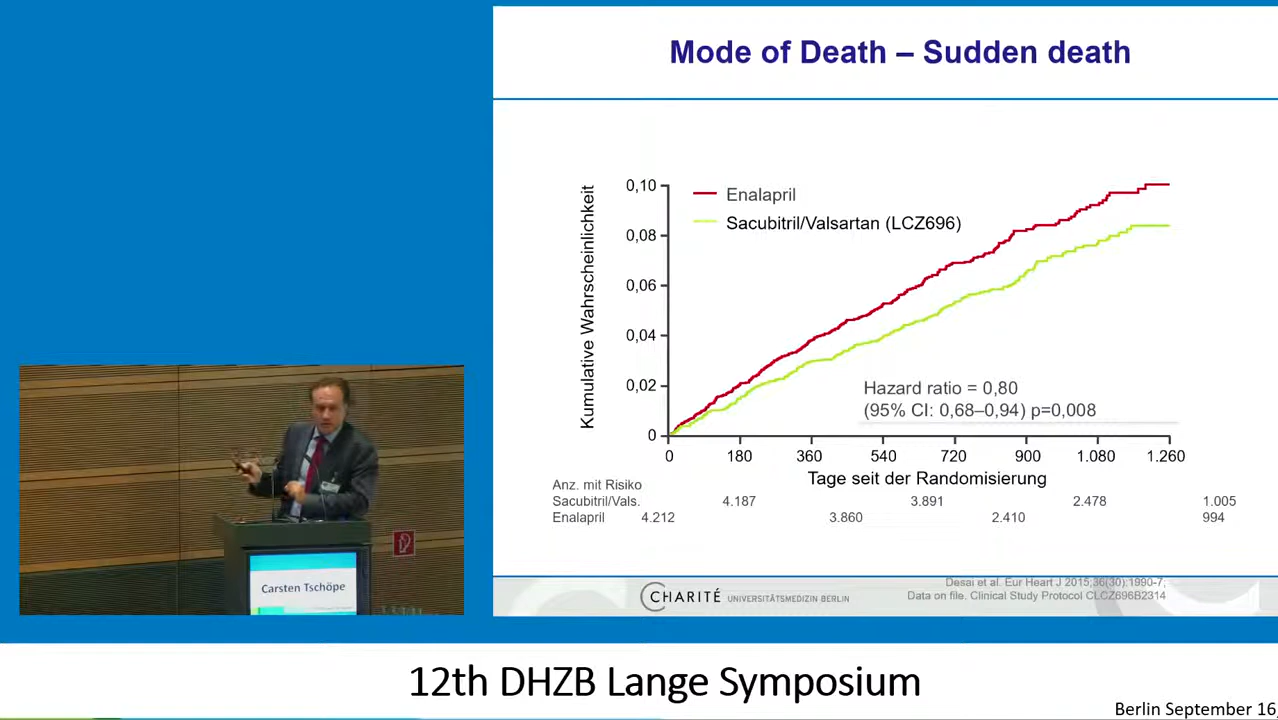 Mode of Death – Sudden death
Kumulative Wahrscheinlichkeit
0,10
0,08
0,06
0,04
0,02
0
Enalapril
Sacubitril/Valsartan (LCZ696)
Hazard ratio = 0,80
(95% CI: 0,68–0,94) p=0,008
0 180 360 540 720 900 1.080 1.260
Tage seit der Randomisierung
Anz. mit Risiko
Sacubitril/Vals. 4.187 3.891 2.478 1.005
Enalapril 4.212 3.860 2.410 994
CHARITÉ UNIVERSITÄTSMEDIZIN BERLIN
Desai et al. Eur Heart J 2015;36(30):1990-7;
Data on file. Clinical Study Protocol CLCZ696B2314
Carsten Tschöpe
12th DHZB Lange Symposium
Berlin September 16,